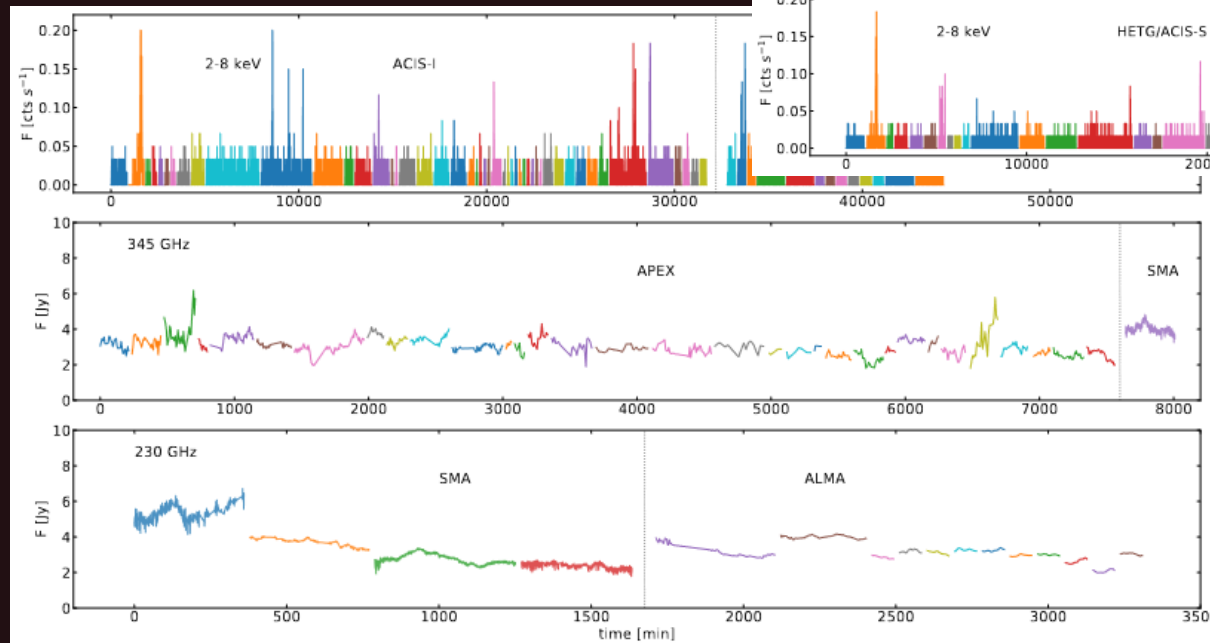 0.20
0.15
0.10
0.05
0.00
F [cts s⁻¹]
2-8 keV
ACIS-I
0 10000 20000 30000 40000 50000
0.20
0.15
0.10
0.05
0.00
F [cts s⁻¹]
2-8 keV
HETG/ACIS-S
0 10000 200
10
8
6
4
2
0
F [Jy]
345 GHz
APEX
SMA
0 1000 2000 3000 4000 5000 6000 7000 8000
10
8
6
4
2
0
F [Jy]
230 GHz
SMA
ALMA
0 500 1000 1500 2000 2500 3000 350
time [min]